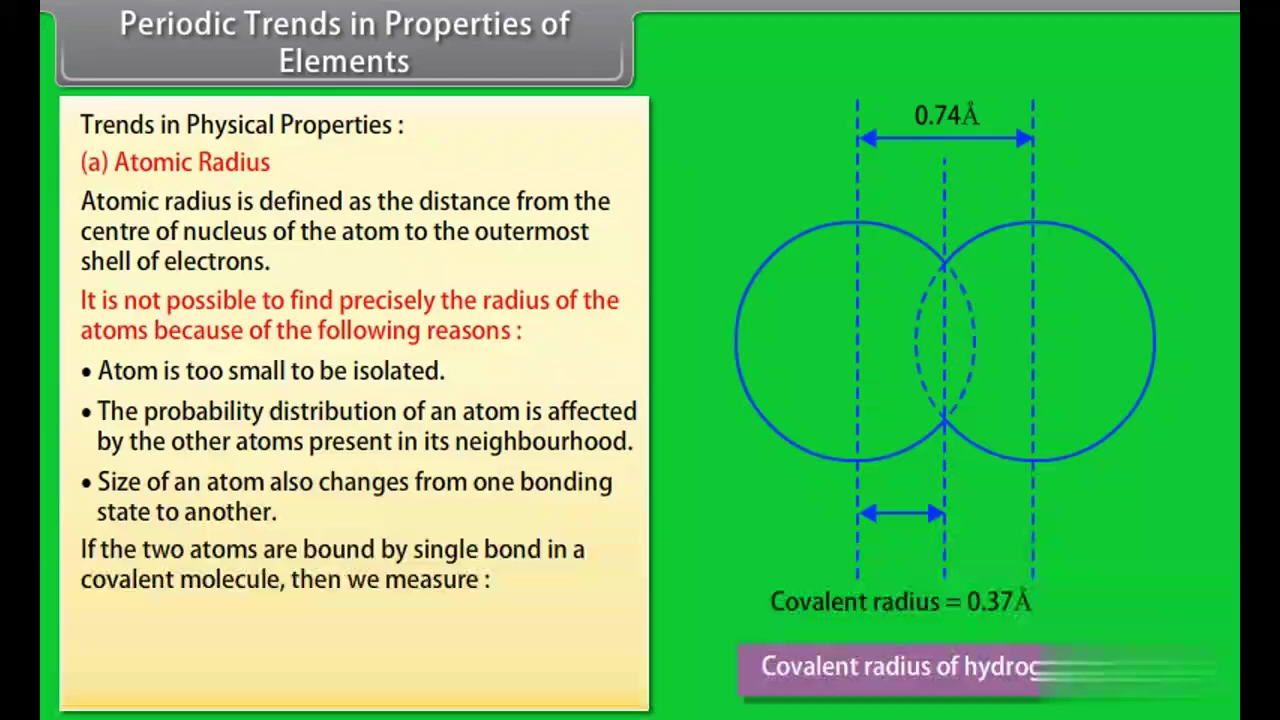 Periodic Trends in Properties of
Elements
Trends in Physical Properties :
(a) Atomic Radius
Atomic radius is defined as the distance from the
centre of nucleus of the atom to the outermost
shell of electrons.
It is not possible to find precisely the radius of the
atoms because of the following reasons :
• Atom is too small to be isolated.
• The probability distribution of an atom is affected
by the other atoms present in its neighbourhood.
• Size of an atom also changes from one bonding
state to another.
If the two atoms are bound by single bond in a
covalent molecule, then we measure :
0.74Å
Covalent radius = 0.37Å
Covalent radius of